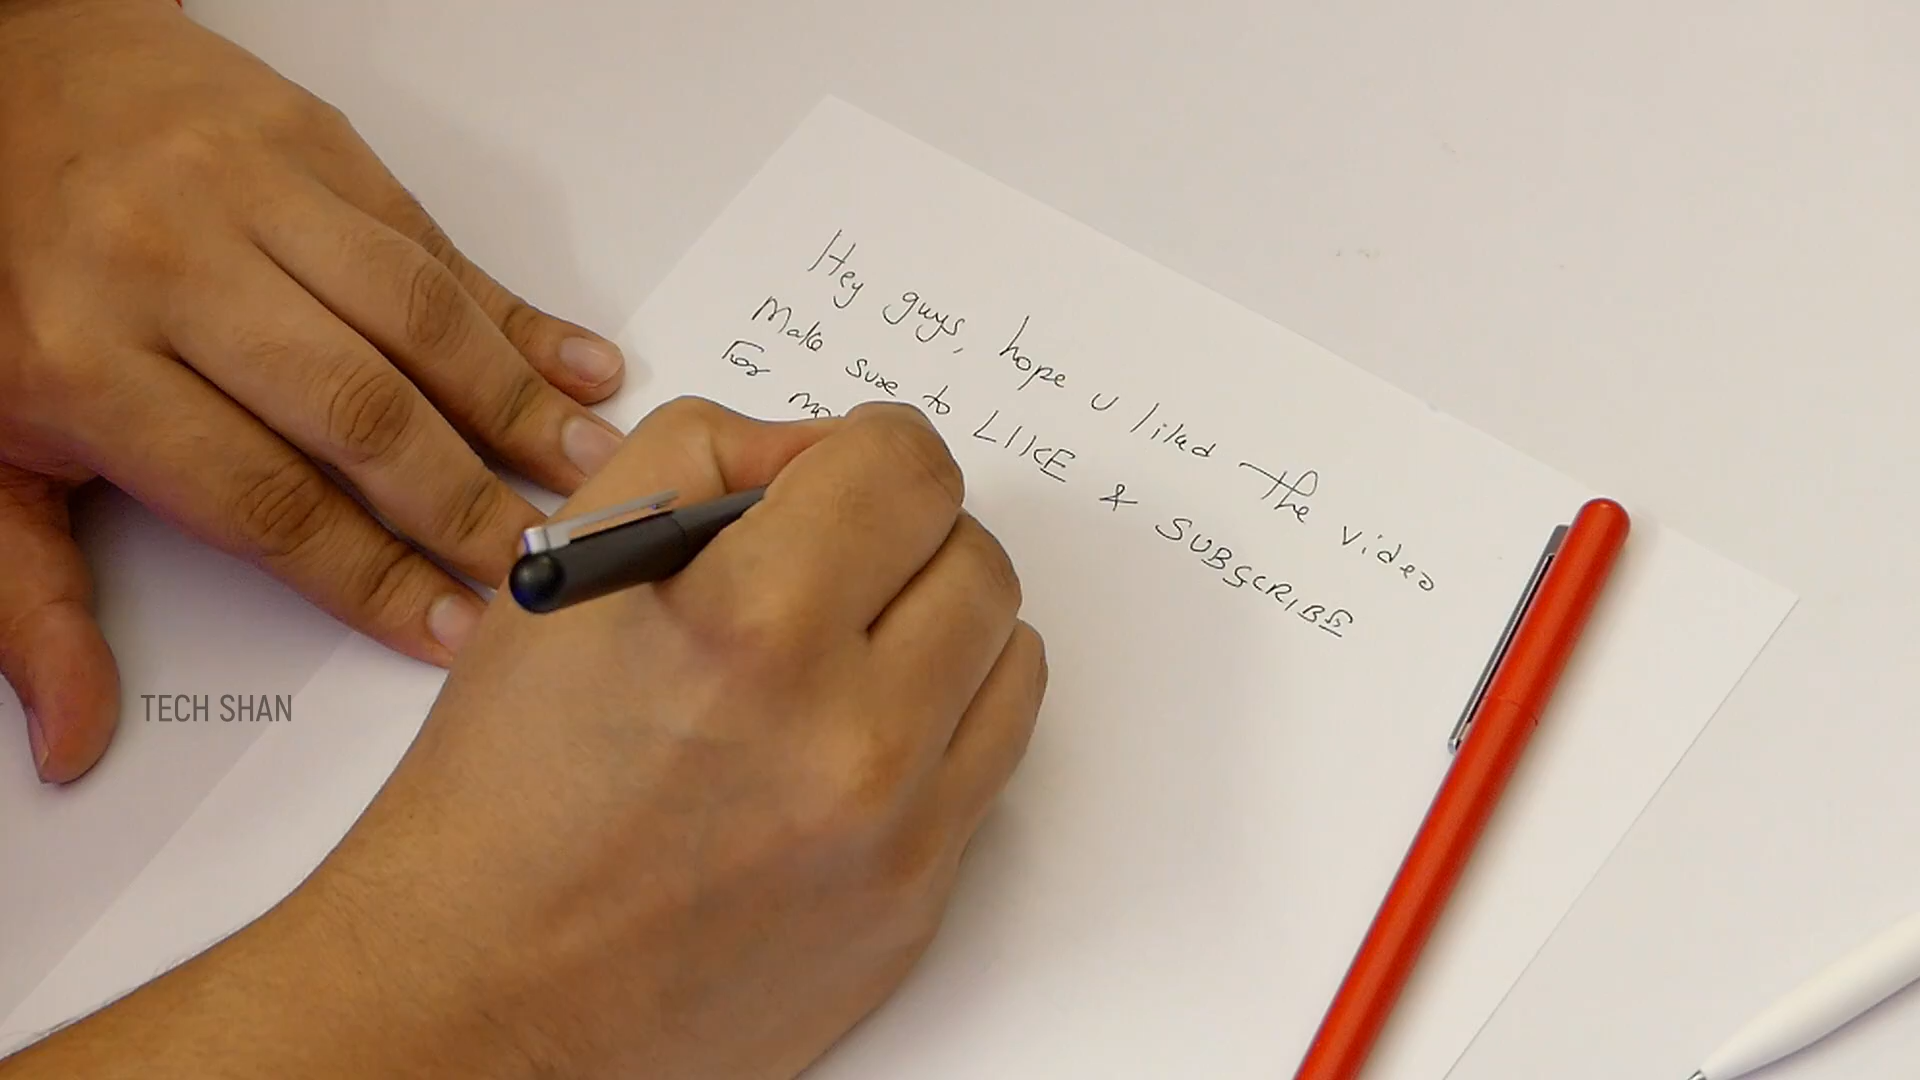 Hey guys, hope u liked the video
Make sure to LIKE & SUBSCRIBE
For
TECH SHAN